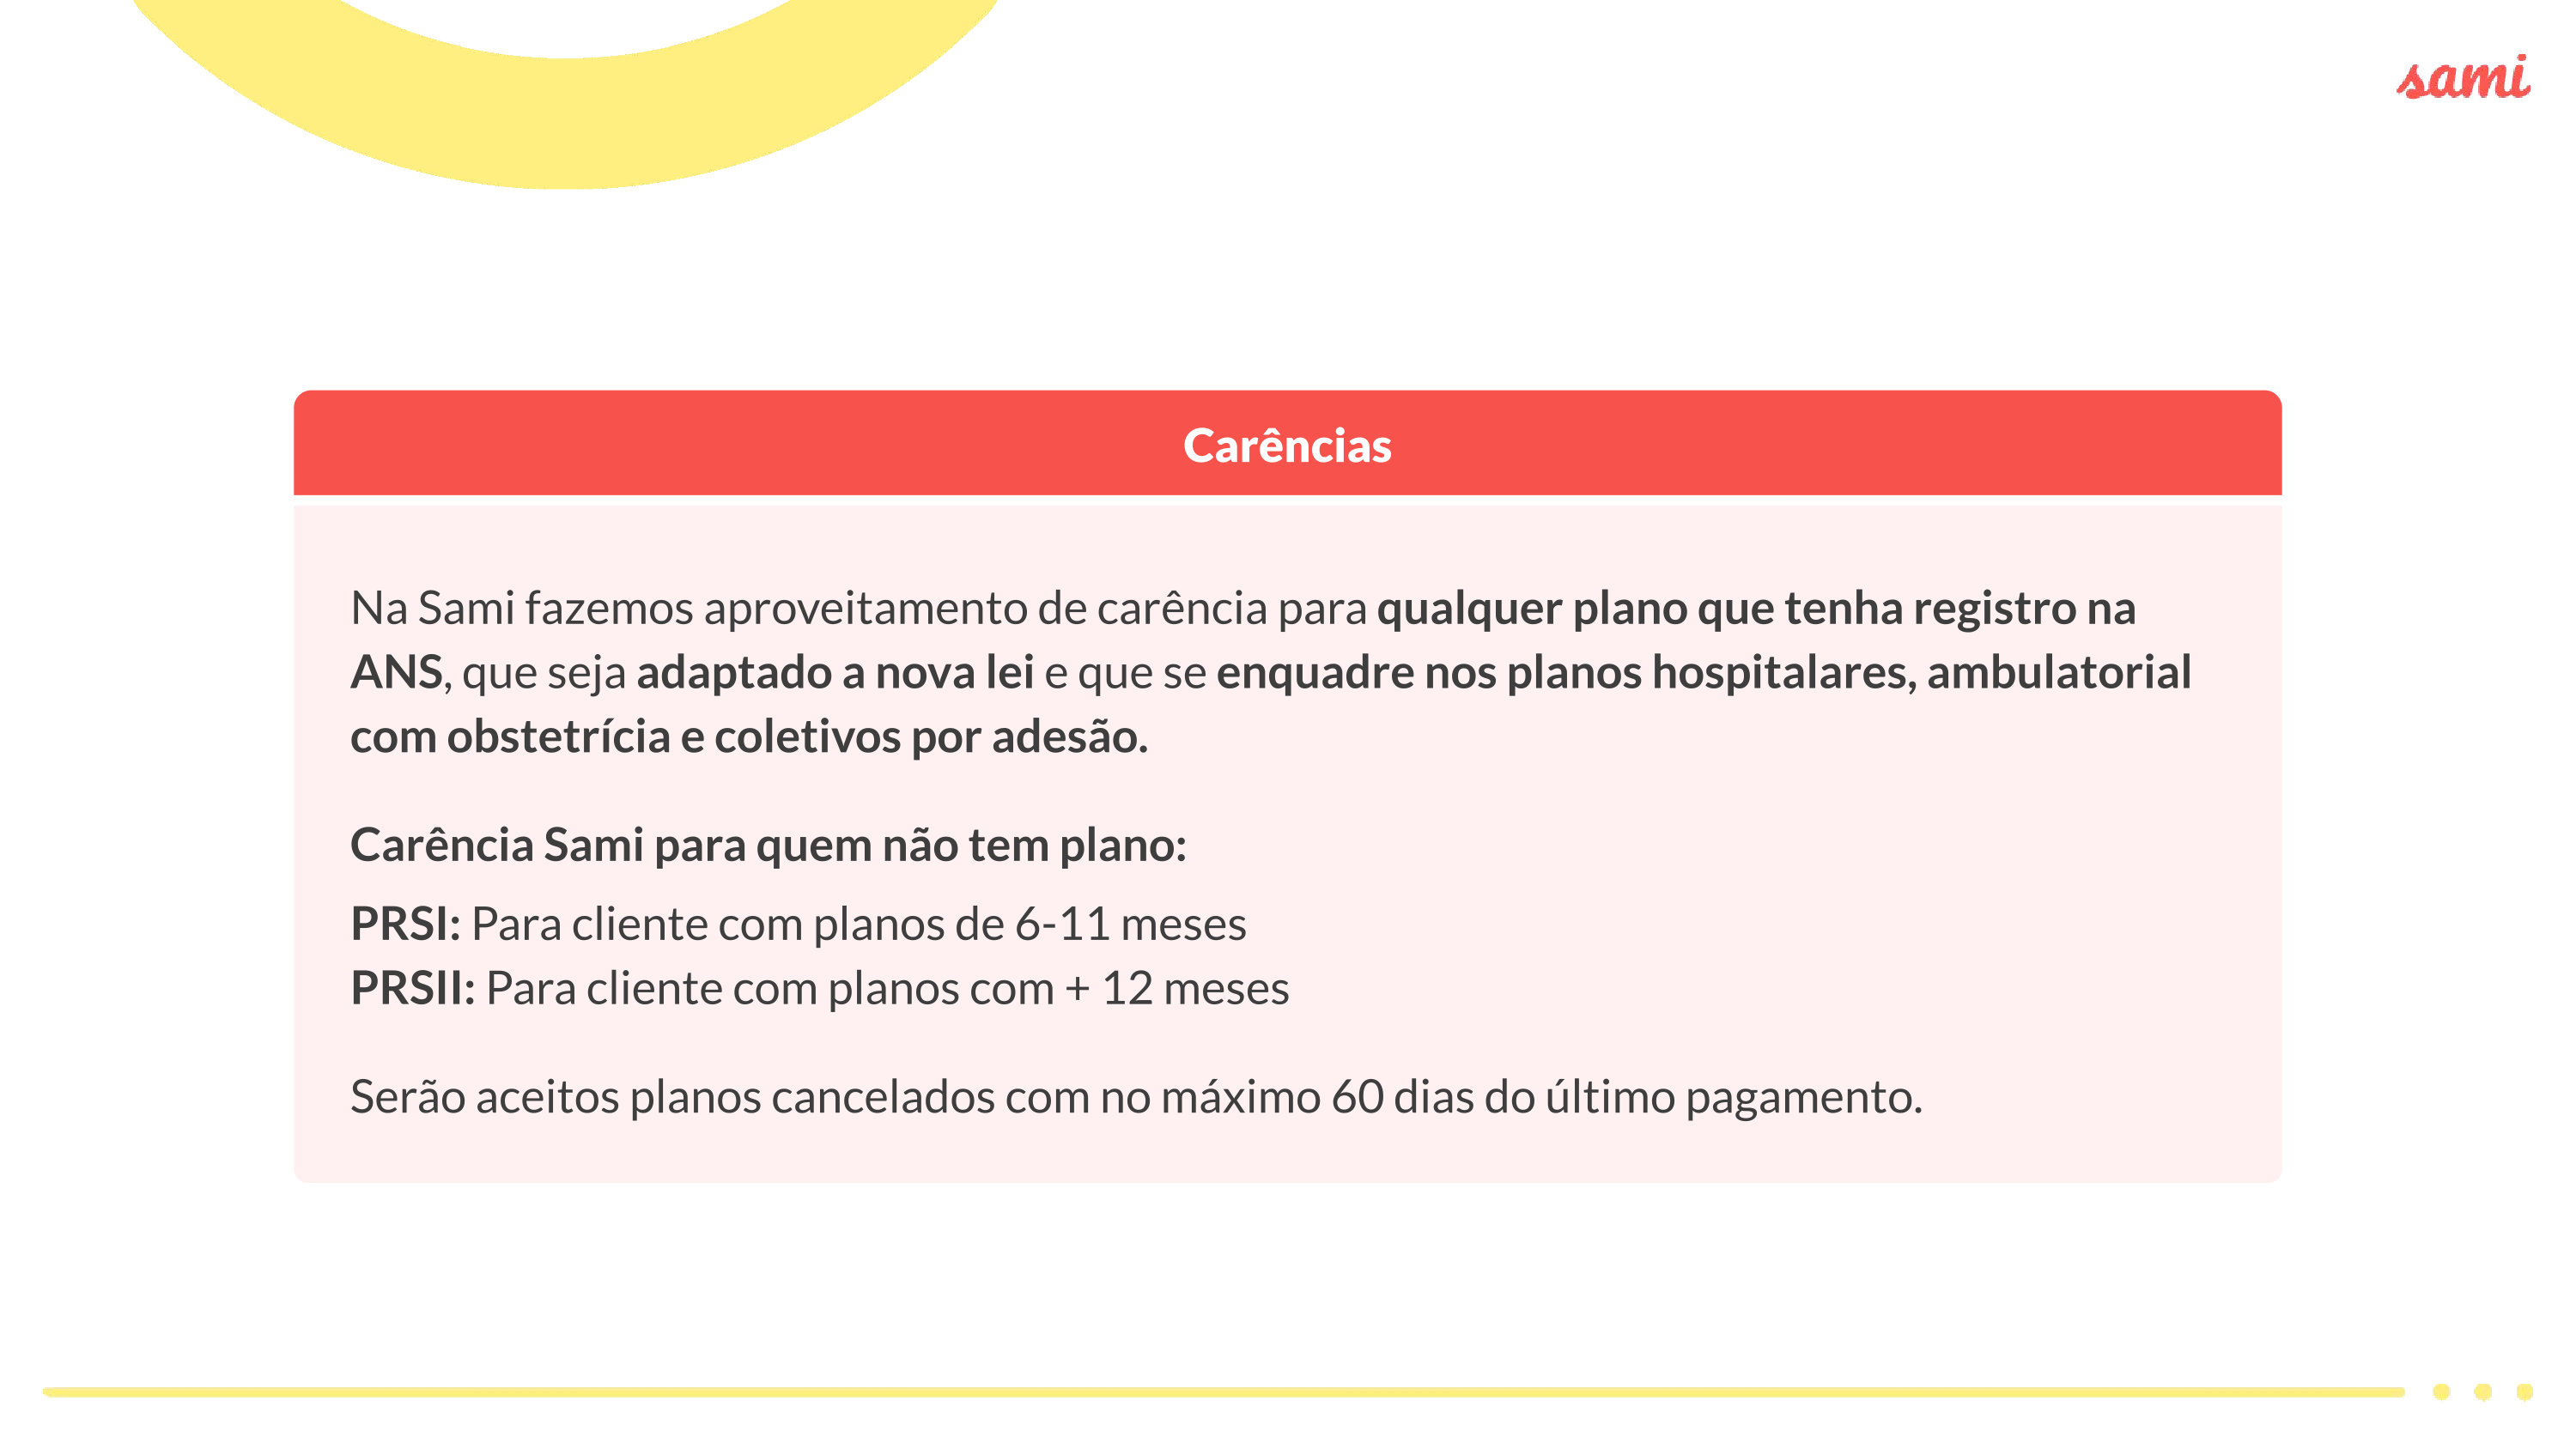 sami
Carências
Na Sami fazemos aproveitamento de carência para qualquer plano que tenha registro na
ANS, que seja adaptado a nova lei e que se enquadre nos planos hospitalares, ambulatorial
com obstetrícia e coletivos por adesão.
Carência Sami para quem não tem plano:
PRSI: Para cliente com planos de 6-11 meses
PRSII: Para cliente com planos com + 12 meses
Serão aceitos planos cancelados com no máximo 60 dias do último pagamento.